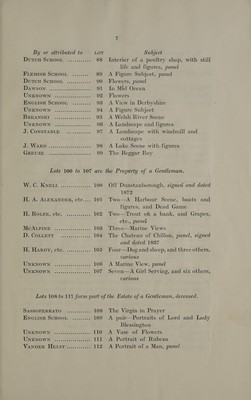 7
By or attributed to LOT Subject
DUTCH SCHOOL ............ 88 Interior of a poultry shop, with still
life and figures, panel
FLEMISH SCHOOL ...... 89 A Figure Subject, panel
DUTCH SCHOOL ............ 90 Flowers, panel
DAWSON ..................... 91 In Mid Ocean
UNKNOWN ............... 92 Flowers
ENGLISH SCHOOL ...... 93 A View in Derbyshire
UNKNOWN .................. 94 A Figure Subject
BERANSKI .................. 95 A Welsh River Scene
UNKNOWN .................. 96 A Landscape and figures
J. CONSTABLE ............ 97 A Landscape with windmill and
cottages
J. WARD ..................... 98 A Lake Scene with figures
GREUZE ..................... 99 The Beggar Boy
Lots 100 to 107 are the Property of a Gentleman.
W. C. KNELL ............... 100 Off Dunstanborough, signed and dated
1872
H. A. ALEXANDER, etc.... 101 Two—A Harbour Scene, boats and
figures, and Dead Game
H. ROLFE, etc. ............ 102 Two—Trout on a bank, and Grapes,
etc., panel
MCALPINE .................. 103 Three—Marine Views
D. COLLETT ............... 104 The Chateau of Chillon, panel, signed
and dated 1837
H. HARDY, etc. ............ 105 Four—Dog and sheep, and three others,
various
UNKNOWN .................. 106 A Marine View, panel
UNKNOWN .................. 107 Seven—A Girl Serving, and six others,
various
Lots 108 to 117 form part of the Estate of a Gentleman, deceased.
SASSOFERRATO ............ 108 The Virgin in Prayer
ENGLISH SCHOOL ......... 109 A pair—Portraits of Lord and Lady
Blessington
UNKNOWN .................. 110 A Vase of Flowers
UNKNOWN .................. 111 A Portrait of Rubens
VANDER HELST ............ 112 A Portrait of a Man, panel